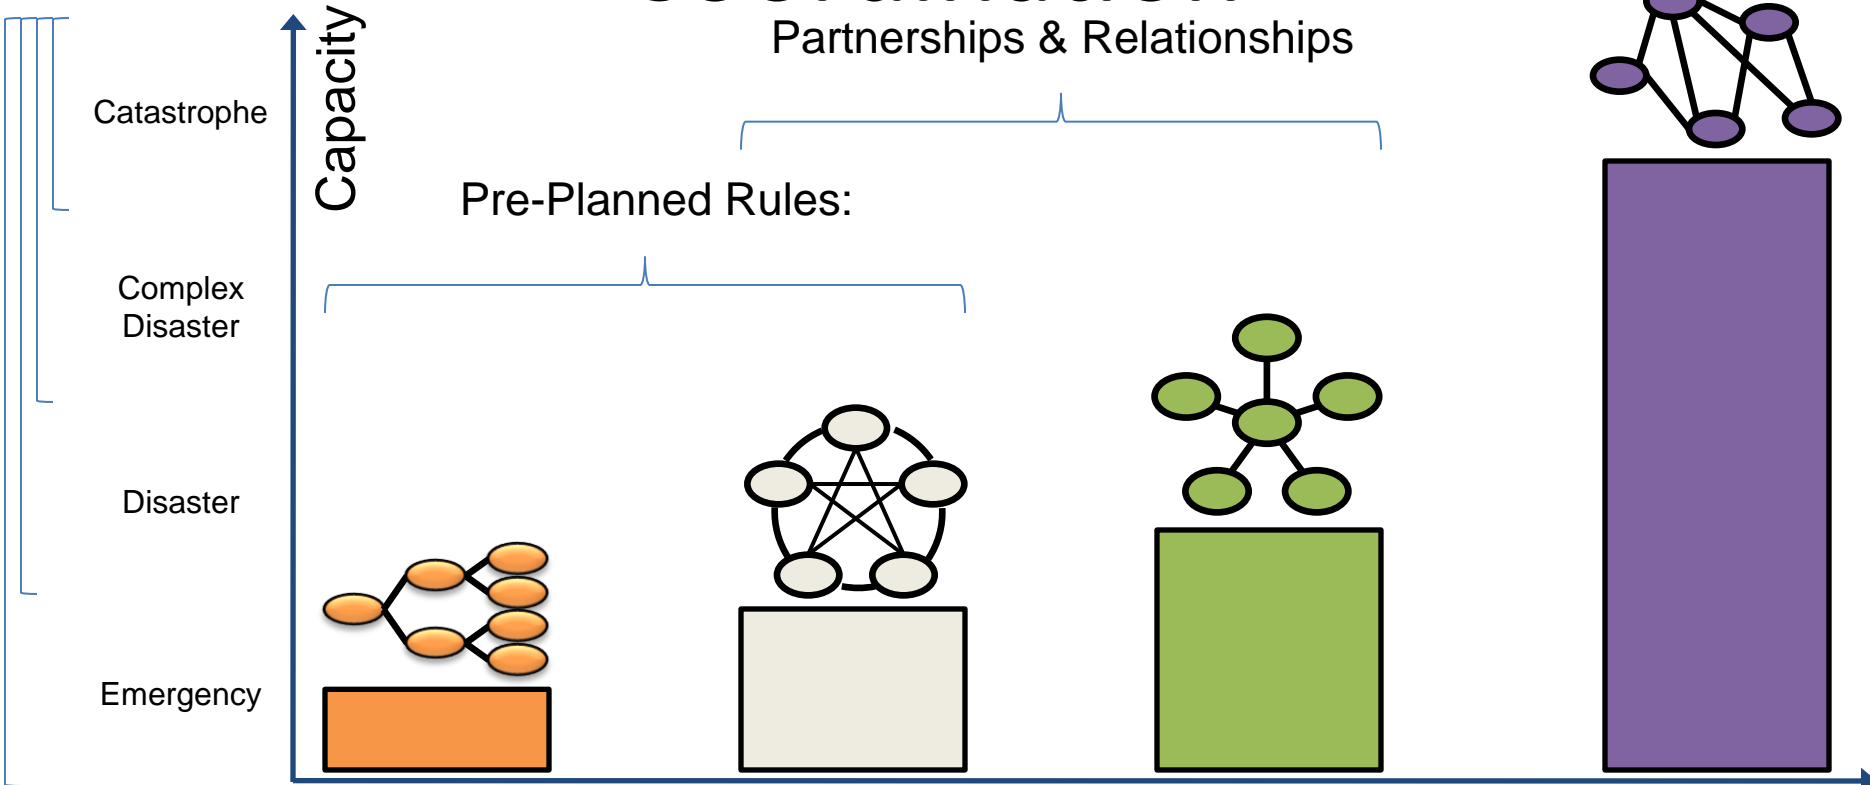 Partnerships & Relationships
Capacity
Catastrophe
Pre-Planned Rules:
Complex
Disaster
Disaster
Emergency